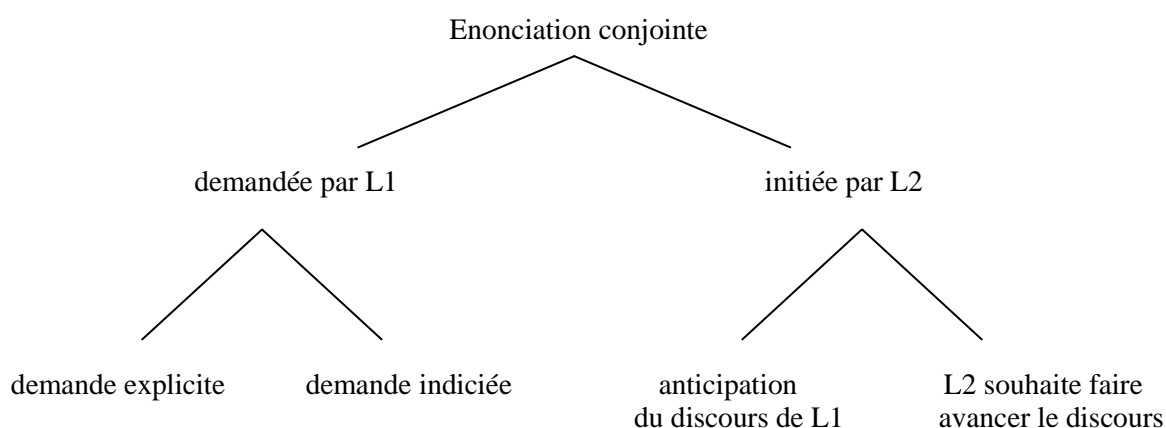 Enonciation conjointe
demandée par L1
initiée par L2
demande explicite
demande indiciée
anticipation
du discours de L1
L2 souhaite faire
avancer le discours